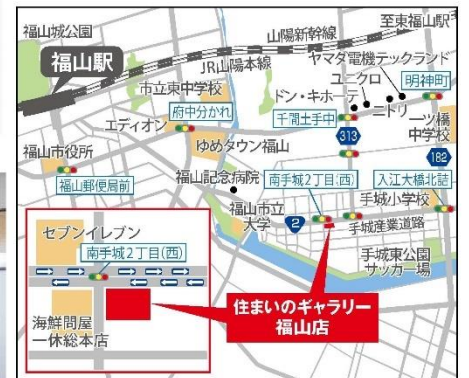 福山城公園
山陽新幹線
至東福山駅
福山駅
JR山陽本線
ヤマダ電機テックランド
ユニクロ
明神町
市立東中学校
ドン・キホーテ
ニトリ
府中分かれ
千間土手中
一ツ橋
中学校
エディオン
313
ゆめタウン福山
182
福山市役所
福山記念病院
南手城2丁目(西)
入江大橋北詰
福山郵便局前
手城小学校
福山市立
大学
2
手城産業道路
セブンイレブン
南手城2丁目(西)
手城東公園
サッカー場
住まいのギャラリー
福山店
海鮮問屋
一休総本店